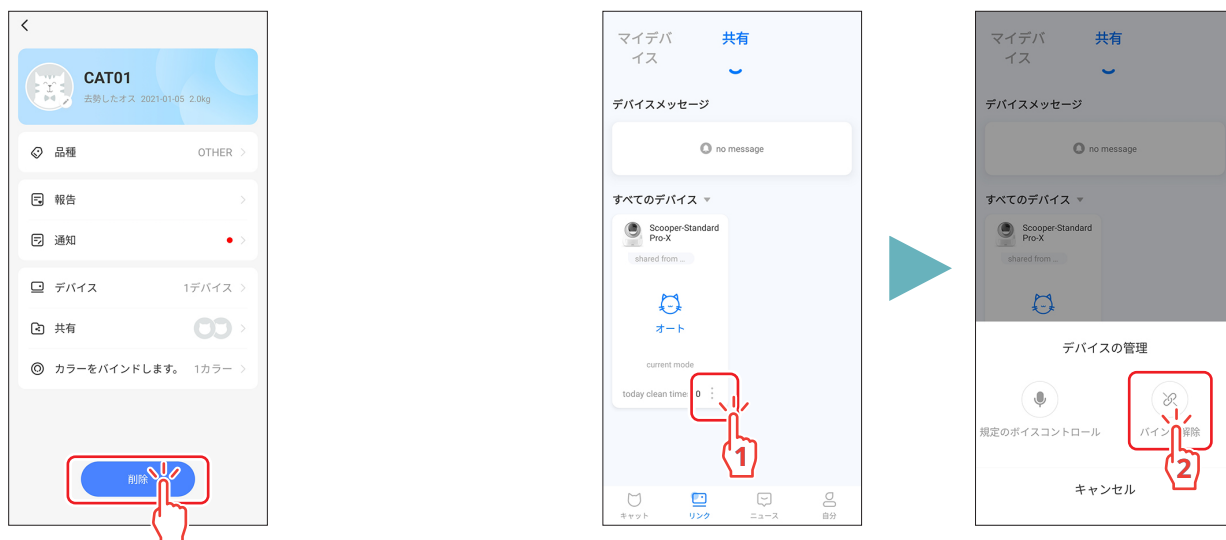 CAT01
去勢したオス 2021-01-05 2.0kg
品種 OTHER
報告
通知
デバイス 1デバイス
共有
カラーをバインドします。 1カラー
削除
マイデバ
イス
共有
デバイスメッセージ
no message
すべてのデバイス
Scooper-Standard
Pro-X
shared from ...
オート
current mode
today clean time: 0
1
キャット リンク ニュース 自分
マイデバ
イス
共有
デバイスメッセージ
no message
すべてのデバイス
Scooper-Standard
Pro-X
shared from ...
デバイスの管理
規定のボイスコントロール
解除
2
キャンセル